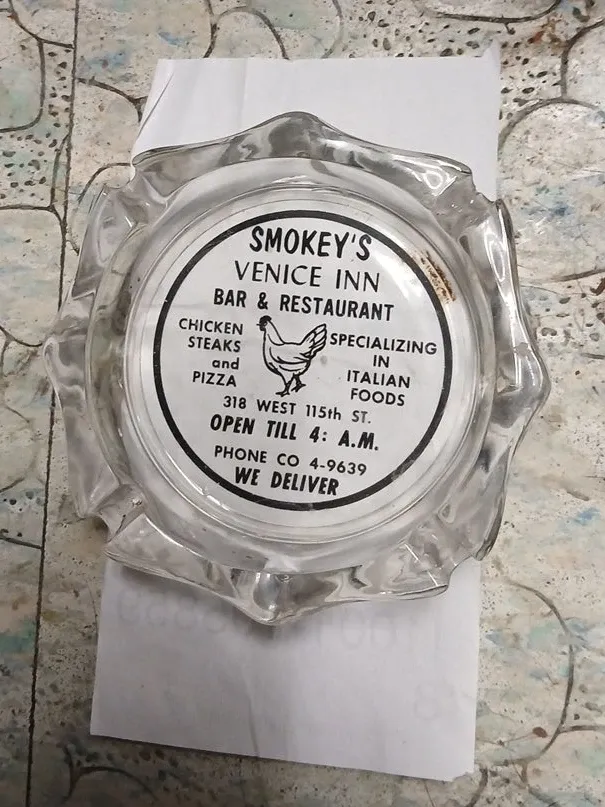 SMOKEY'S
VENICE INN
BAR & RESTAURANT
CHICKEN
STEAKS
and
PIZZA
SPECIALIZING
IN
ITALIAN
FOODS
318 WEST 115th ST.
OPEN TILL 4: A.M.
PHONE CO 4-9639
WE DELIVER